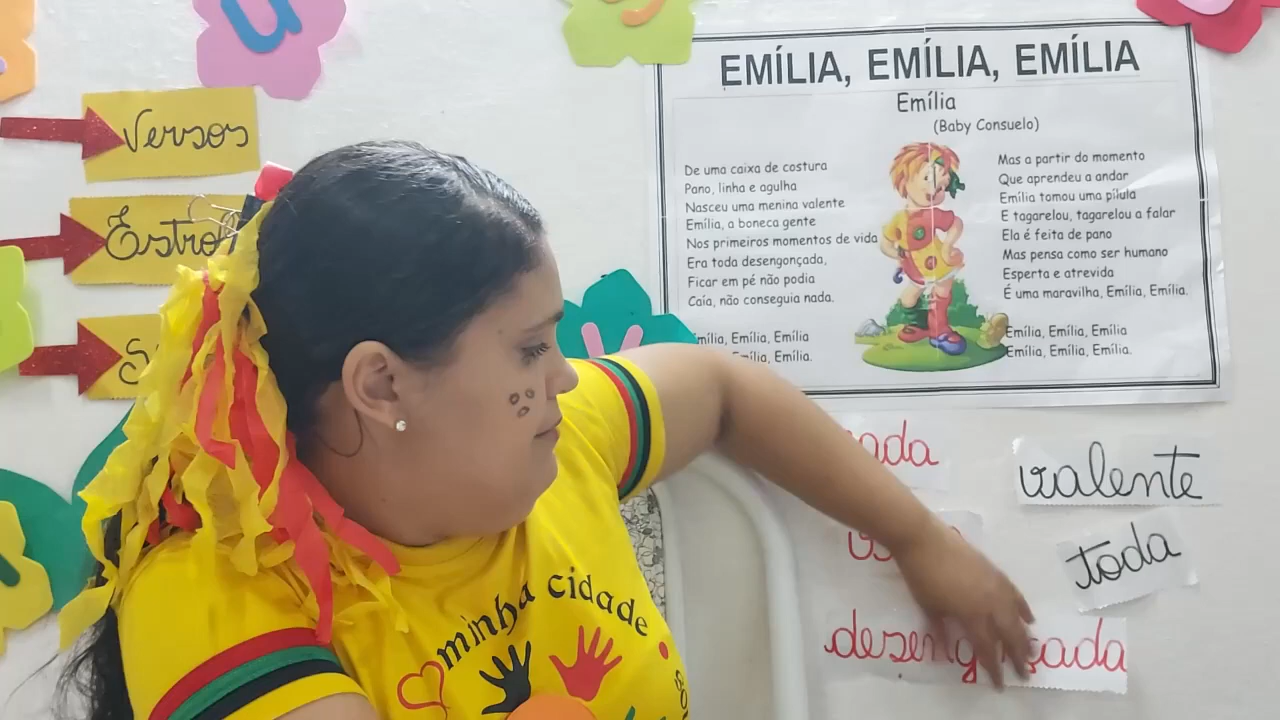 Versos
EMÍLIA, EMÍLIA, EMÍLIA
Emília
(Baby Consuelo)
De uma caixa de costura
Pano, linha e agulha
Nasceu uma menina valente
Emília, a boneca gente
Nos primeiros momentos de vida
Era toda desengonçada,
Ficar em pé não podia
Caía, não conseguia nada.
Emília, Emília
Emília.
Mas a partir do momento
Que aprendeu a andar
Emília tomou uma pílula
E tagarelou, tagarelou a falar
Ela é feita de pano
Mas pensa como ser humano
Esperta e atrevida
É uma maravilha, Emília, Emília.
Emília, Emília, Emília
Emília, Emília, Emília.
valente
toda
minha cidade